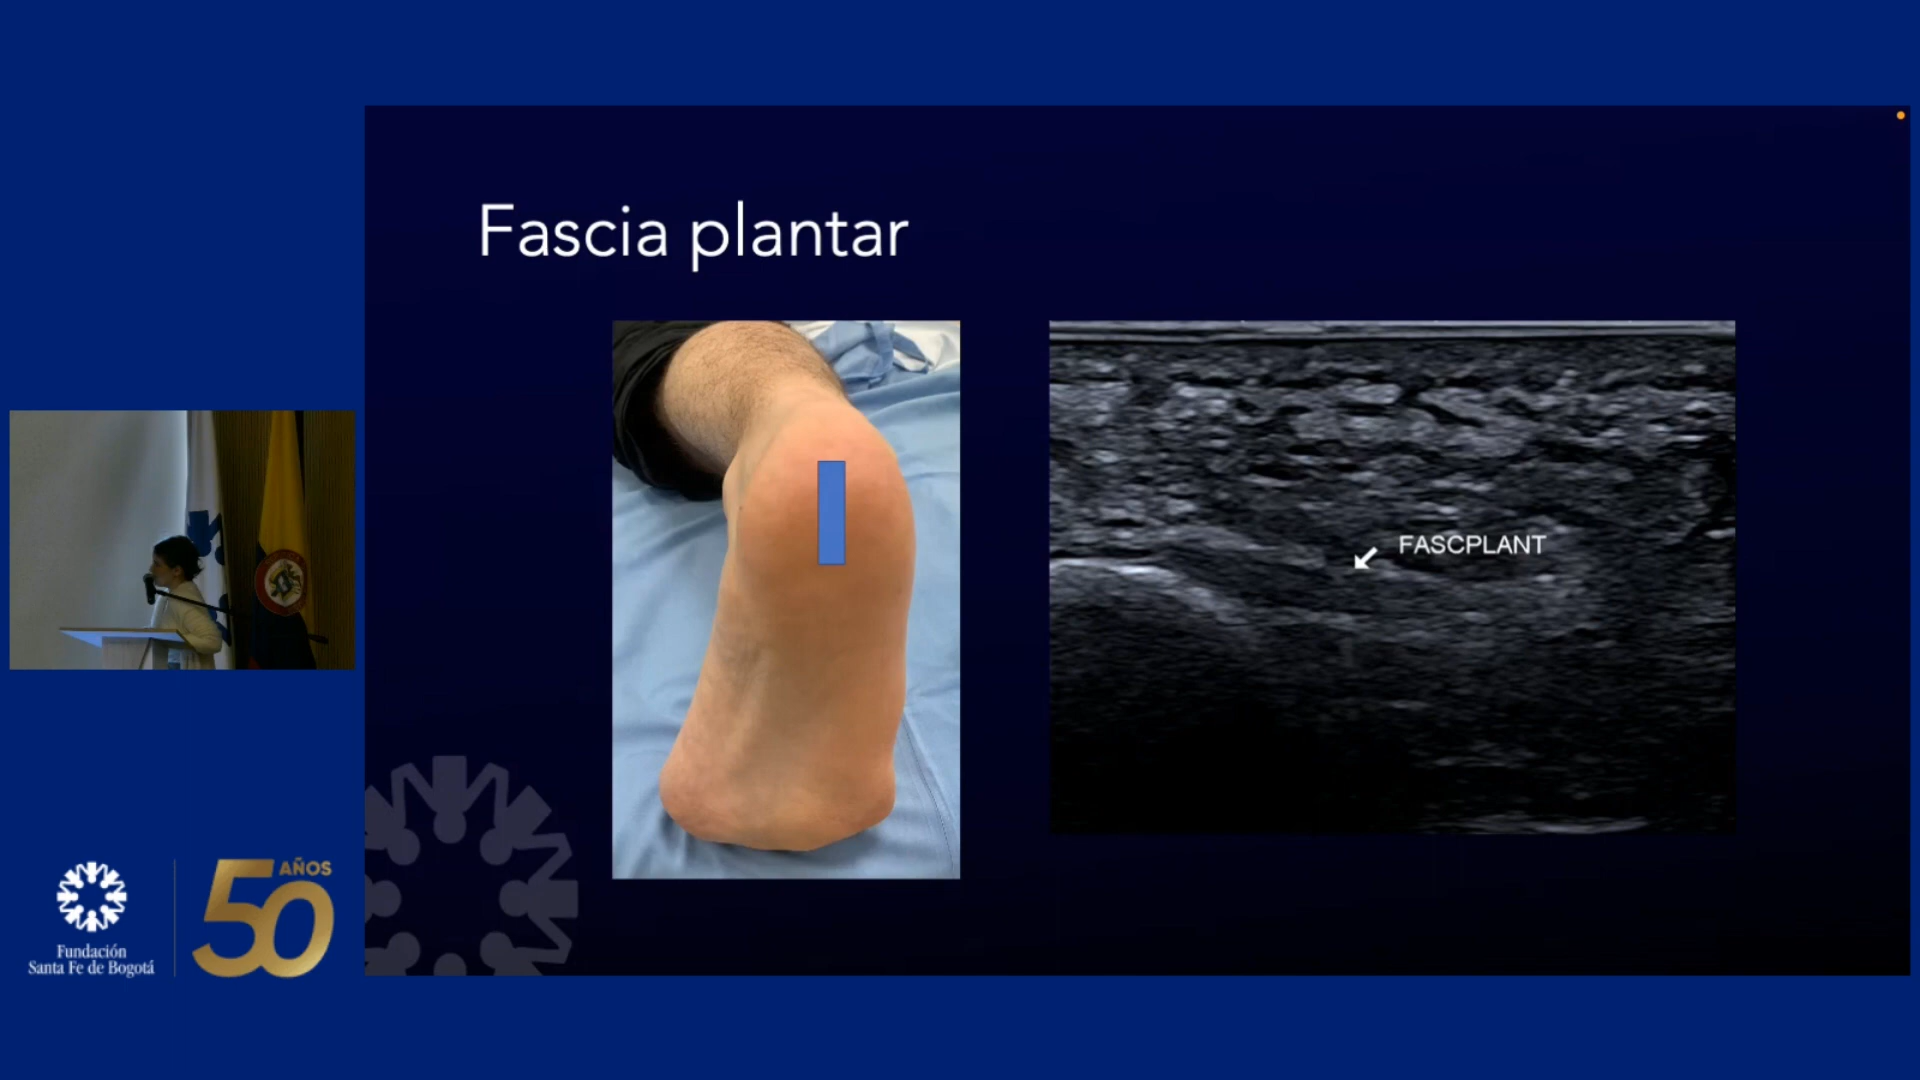 Fascia plantar
FASCPLANT
AÑOS
50
Fundación
Santa Fe de Bogotá